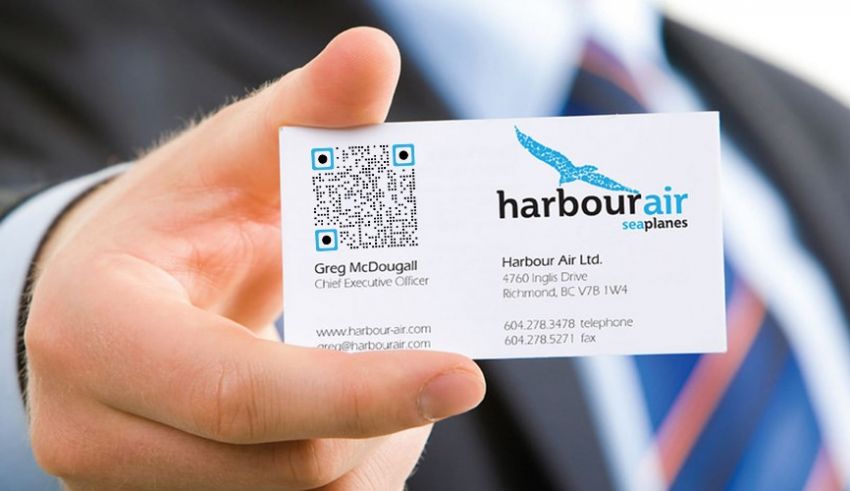 Greg McDougall
Chief Executive Officer
www.harbour-air.com
greg@harbourair.com
harbourair
seaplanes
Harbour Air Ltd.
4760 Inglis Drive
Richmond, BC V7B 1W4
604.278.3478 telephone
604.278.5271 fax